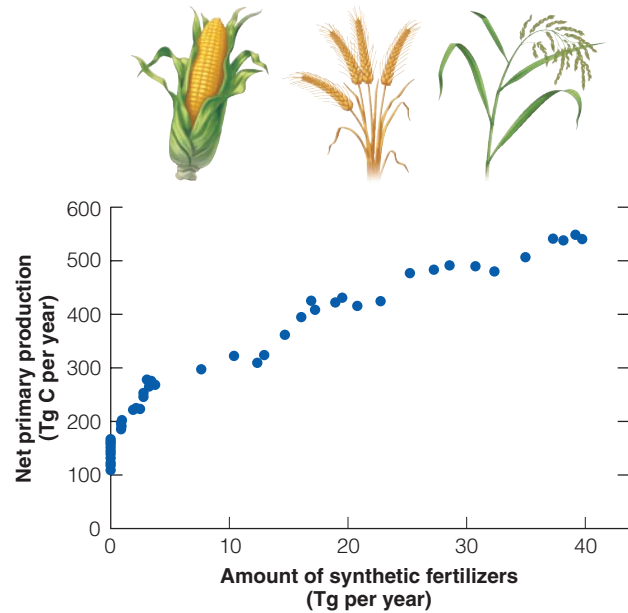 600
500
400
300
200
100
0
Net primary production
(Tg C per year)
0 10 20 30 40
Amount of synthetic fertilizers
(Tg per year)